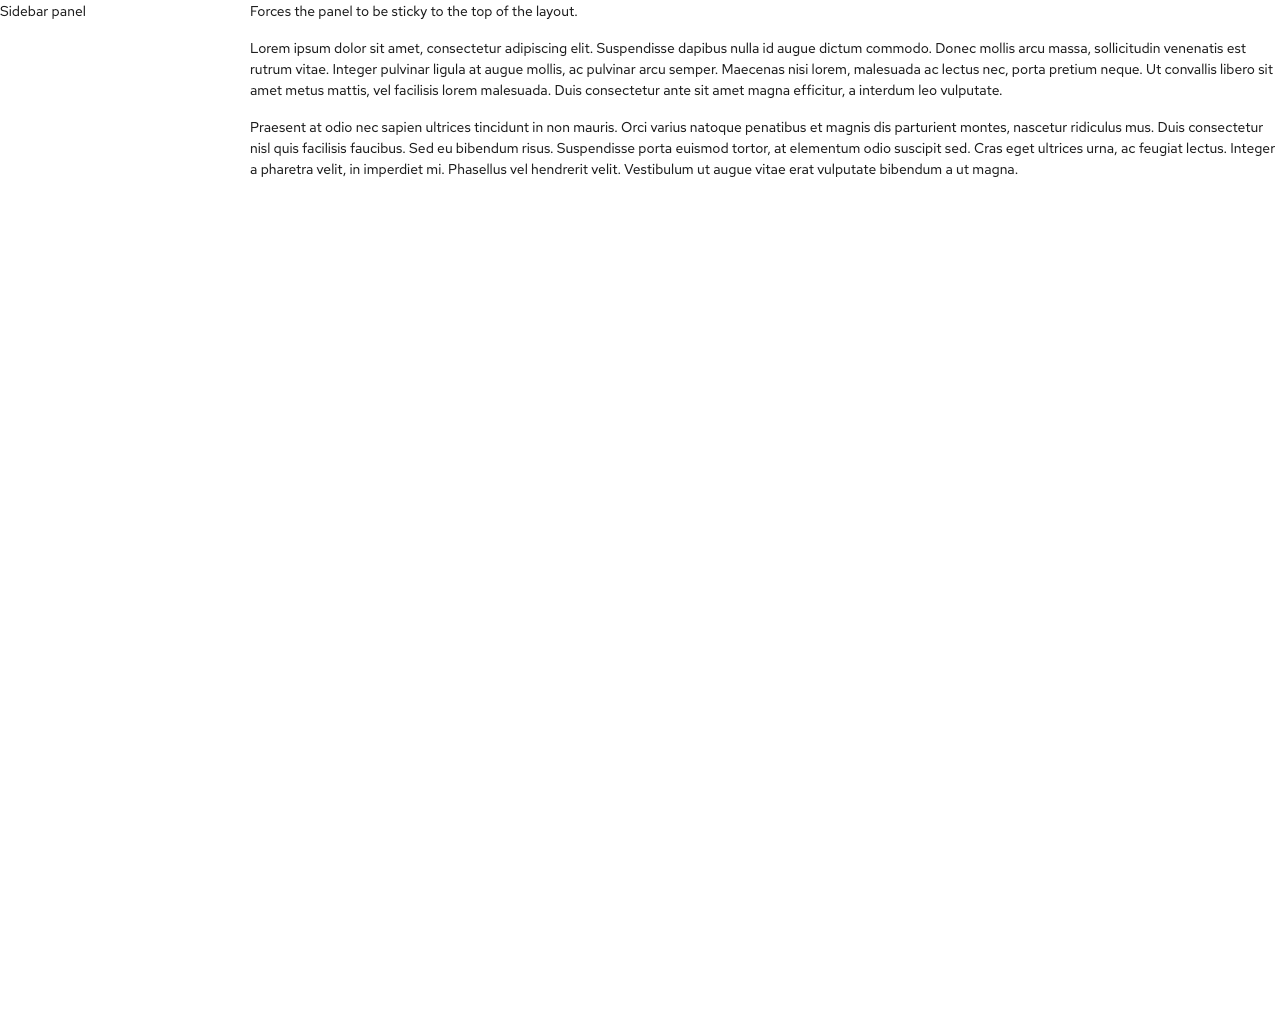 Sidebar panel
Forces the panel to be sticky to the top of the layout.
Lorem ipsum dolor sit amet, consectetur adipiscing elit. Suspendisse dapibus nulla id augue dictum commodo. Donec mollis arcu massa, sollicitudin venenatis est
rutrum vitae. Integer pulvinar ligula at augue mollis, ac pulvinar arcu semper. Maecenas nisi lorem, malesuada ac lectus nec, porta pretium neque. Ut convallis libero sit
amet metus mattis, vel facilisis lorem malesuada. Duis consectetur ante sit amet magna efficitur, a interdum leo vulputate.
Praesent at odio nec sapien ultrices tincidunt in non mauris. Orci varius natoque penatibus et magnis dis parturient montes, nascetur ridiculus mus. Duis consectetur
nisl quis facilisis faucibus. Sed eu bibendum risus. Suspendisse porta euismod tortor, at elementum odio suscipit sed. Cras eget ultrices urna, ac feugiat lectus. Integer
a pharetra velit, in imperdiet mi. Phasellus vel hendrerit velit. Vestibulum ut augue vitae erat vulputate bibendum a ut magna.